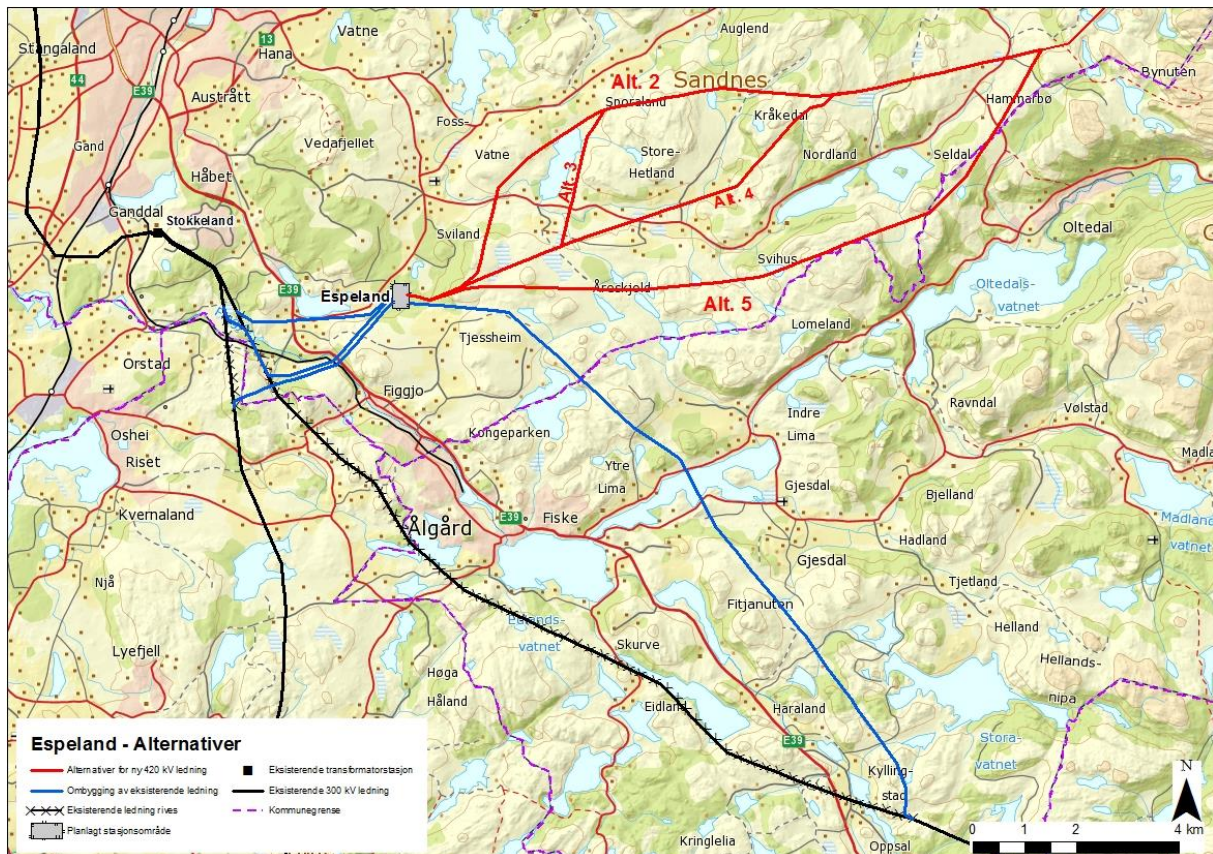 Vatne
Auglend
Stangaland
13
Hana
Alt. 2
Sandnes
Bynuten
44
E39
Snoraland
Hammarbø
Austrått
Foss-
Kråkedal
Gand
Vedafjellet
Vatne
Store-
Hetland
Nordland
Seldal
Håbet
Alt. 3
Alt. 4
Ganddal
Stokkeland
Sviland
Oltedal
Svihus
E39
Espeland
Åreskjold
Alt. 5
Oltedals-
vatnet
Lomeland
Tjessheim
Orstad
Figgjo
Ravndal
Vølstad
Indre
Lima
Oshei
Riset
Kongeparken
Ytre
Lima
Gjesdal
Bjelland
Kvernaland
E39
Fiske
Ålgård
Hadland
Madland
vatnet
Gjesdal
Njå
Tjetland
Fitjanuten
Helland
Edlands-
vatnet
Skurve
Lyefjell
Høga
Håland
Hellands-
nipa
Eidland
Haraland
E39
Stora-
vatnet
Kylling-
stad
Kringlelia
Oppsal
Espeland - Alternativer
Alternativer for ny 420 kV ledning
Eksisterende transformatorstasjon
Ombygging av eksisterende ledning
Eksisterende 300 kV ledning
Eksisterende ledning rives
Kommunegrense
Planlagt stasjonsområde
N
0 1 2 4 km